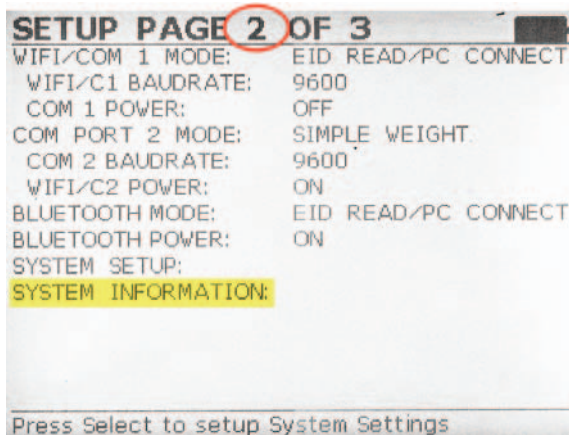 SETUP PAGE 2 OF 3
WIFI/COM 1 MODE: EID READ/PC CONNECT
WIFI/C1 BAUDRATE: 9600
COM 1 POWER: OFF
COM PORT 2 MODE: SIMPLE WEIGHT
COM 2 BAUDRATE: 9600
WIFI/C2 POWER: ON
BLUETOOTH MODE: EID READ/PC CONNECT
BLUETOOTH POWER: ON
SYSTEM SETUP:
SYSTEM INFORMATION:
Press Select to setup System Settings